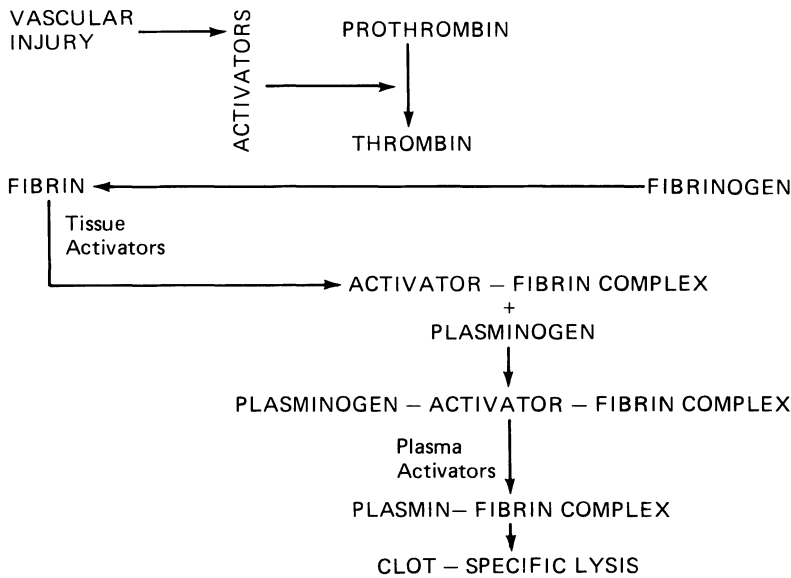 VASCULAR
INJURY
ACTIVATORS
PROTHROMBIN
THROMBIN
FIBRIN
FIBRINOGEN
Tissue
Activators
ACTIVATOR – FIBRIN COMPLEX
+
PLASMINOGEN
PLASMINOGEN – ACTIVATOR – FIBRIN COMPLEX
Plasma
Activators
PLASMIN– FIBRIN COMPLEX
CLOT – SPECIFIC LYSIS